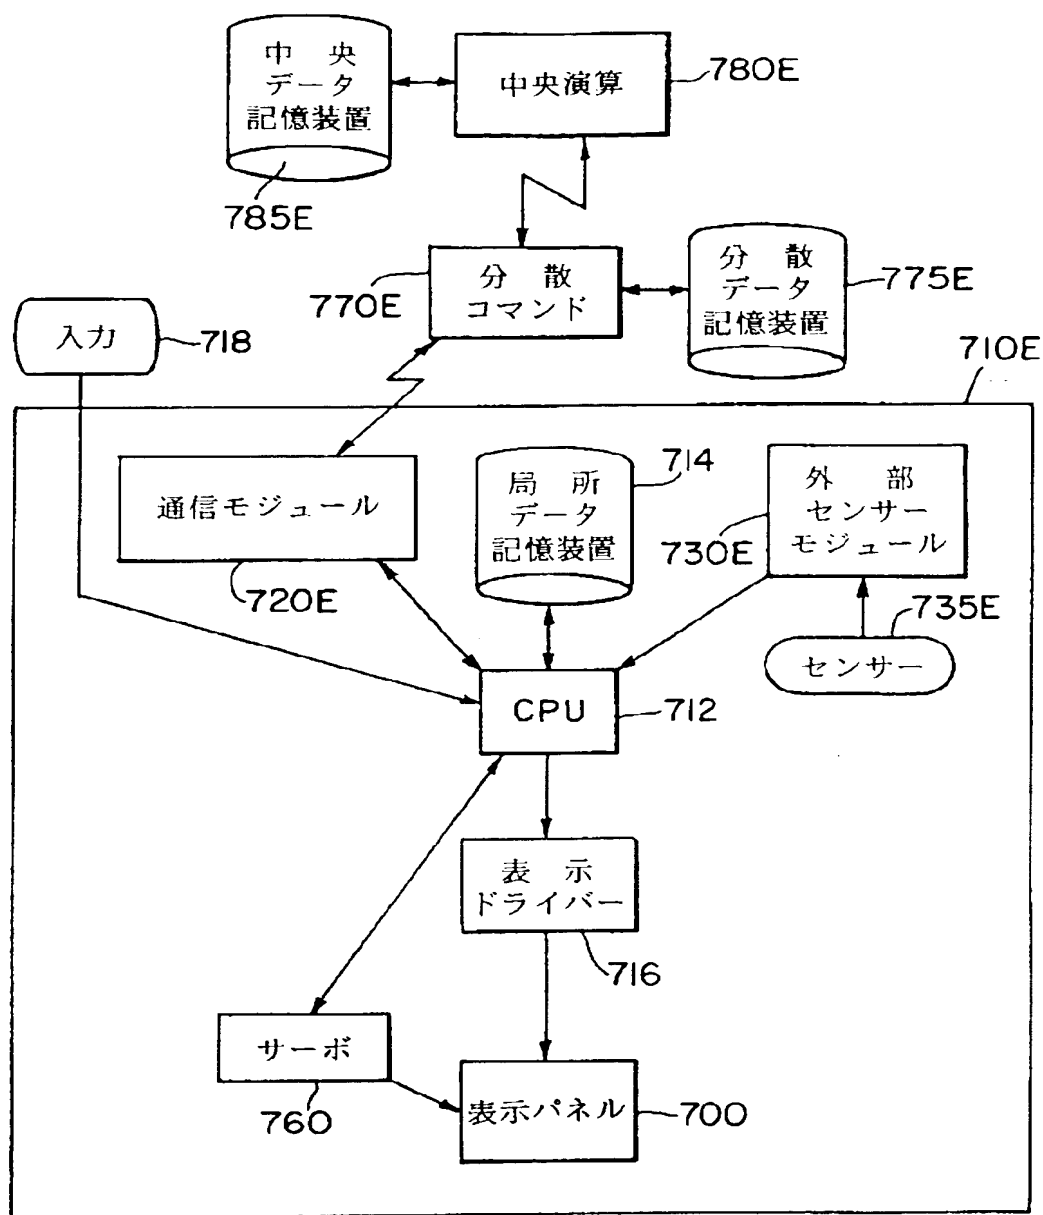 中央
データ
記憶装置
785E
中央演算
780E
分散
コマンド
770E
分散
データ
記憶装置
775E
入力
718
710E
通信モジュール
720E
局所
データ
記憶装置
714
外部
センサー
モジュール
730E
735E
センサー
CPU
712
表示
ドライバー
716
サーボ
760
表示パネル
700